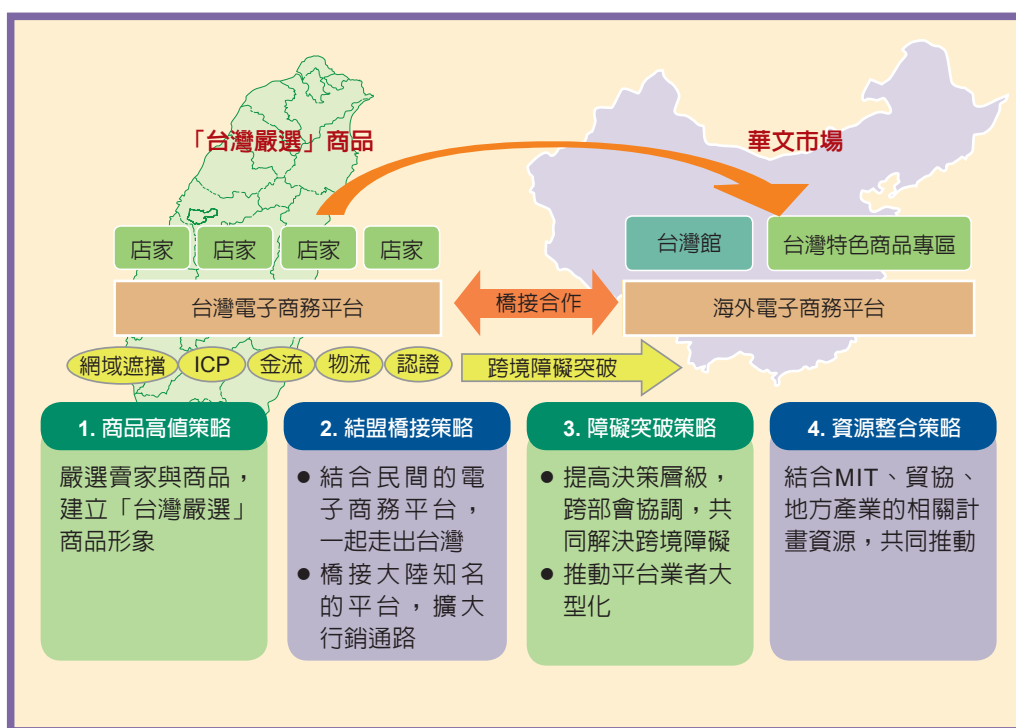 「台灣嚴選」商品
華文市場
店家
店家
店家
店家
台灣館
台灣特色商品專區
台灣電子商務平台
橋接合作
海外電子商務平台
網域遮擋
ICP
金流
物流
認證
跨境障礙突破
1. 商品高值策略
嚴選賣家與商品，
建立「台灣嚴選」
商品形象
2. 結盟橋接策略
● 結合民間的電
子商務平台，
一起走出台灣
● 橋接大陸知名
的平台，擴大
行銷通路
3. 障礙突破策略
● 提高決策層級，
跨部會協調，共
同解決跨境障礙
● 推動平台業者大
型化
4. 資源整合策略
結合MIT、貿協、
地方產業的相關計
畫資源，共同推動